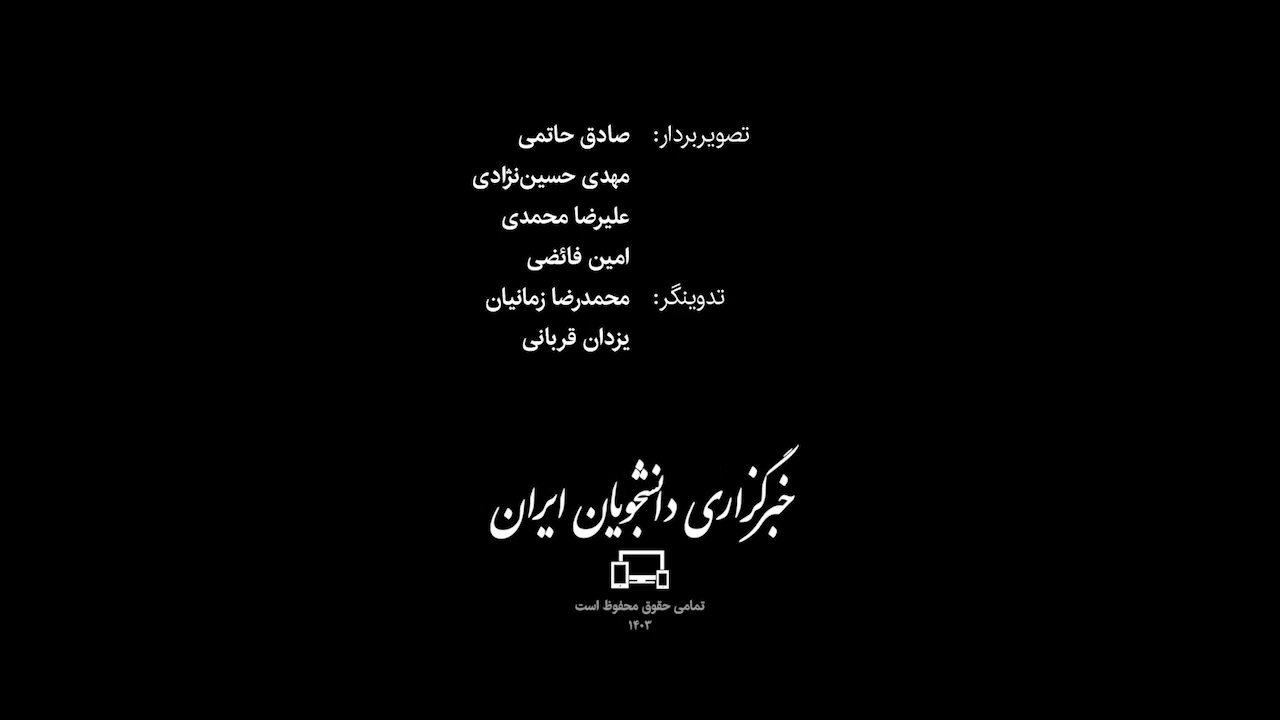 تصویربردار: صادق حاتمی
مهدی حسین‌نژادی
علیرضا محمدی
امین فائضی
تدوینگر: محمدرضا زمانیان
یزدان قربانی
خبرگزاری دانشجویان ایران
تمامی حقوق محفوظ است
۱۴۰۳